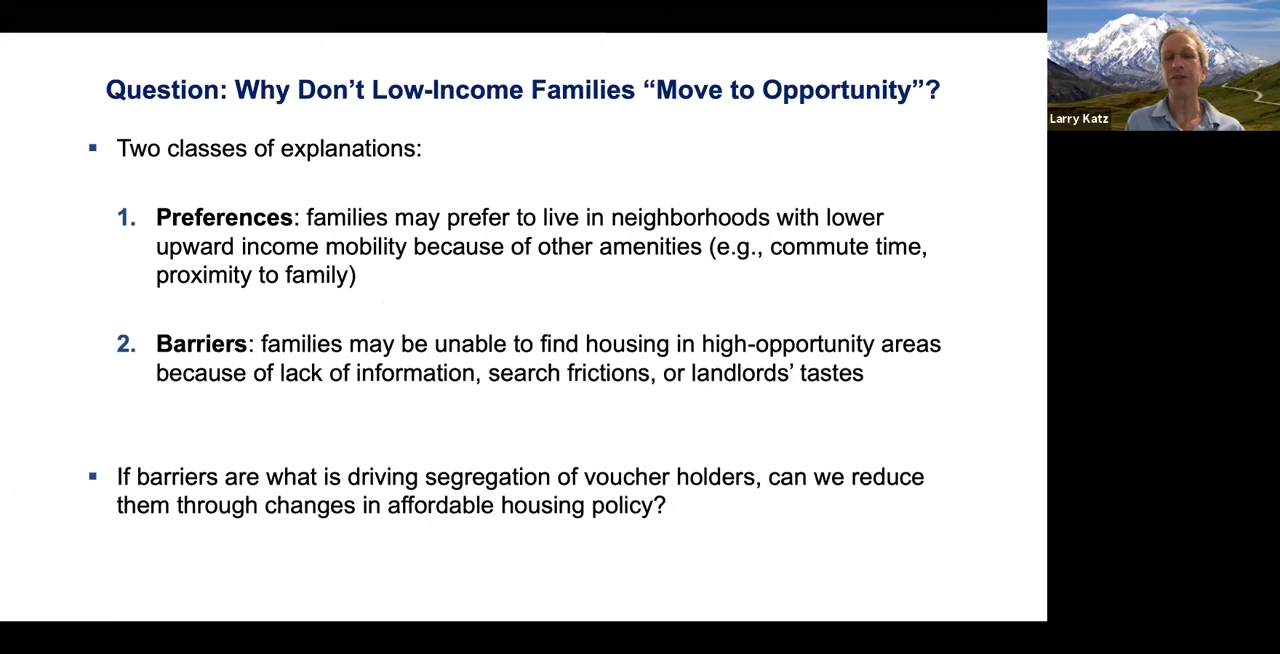 Question: Why Don’t Low-Income Families “Move to Opportunity”?
▪ Two classes of explanations:
1. Preferences: families may prefer to live in neighborhoods with lower
upward income mobility because of other amenities (e.g., commute time,
proximity to family)
2. Barriers: families may be unable to find housing in high-opportunity areas
because of lack of information, search frictions, or landlords’ tastes
▪ If barriers are what is driving segregation of voucher holders, can we reduce
them through changes in affordable housing policy?
Larry Katz